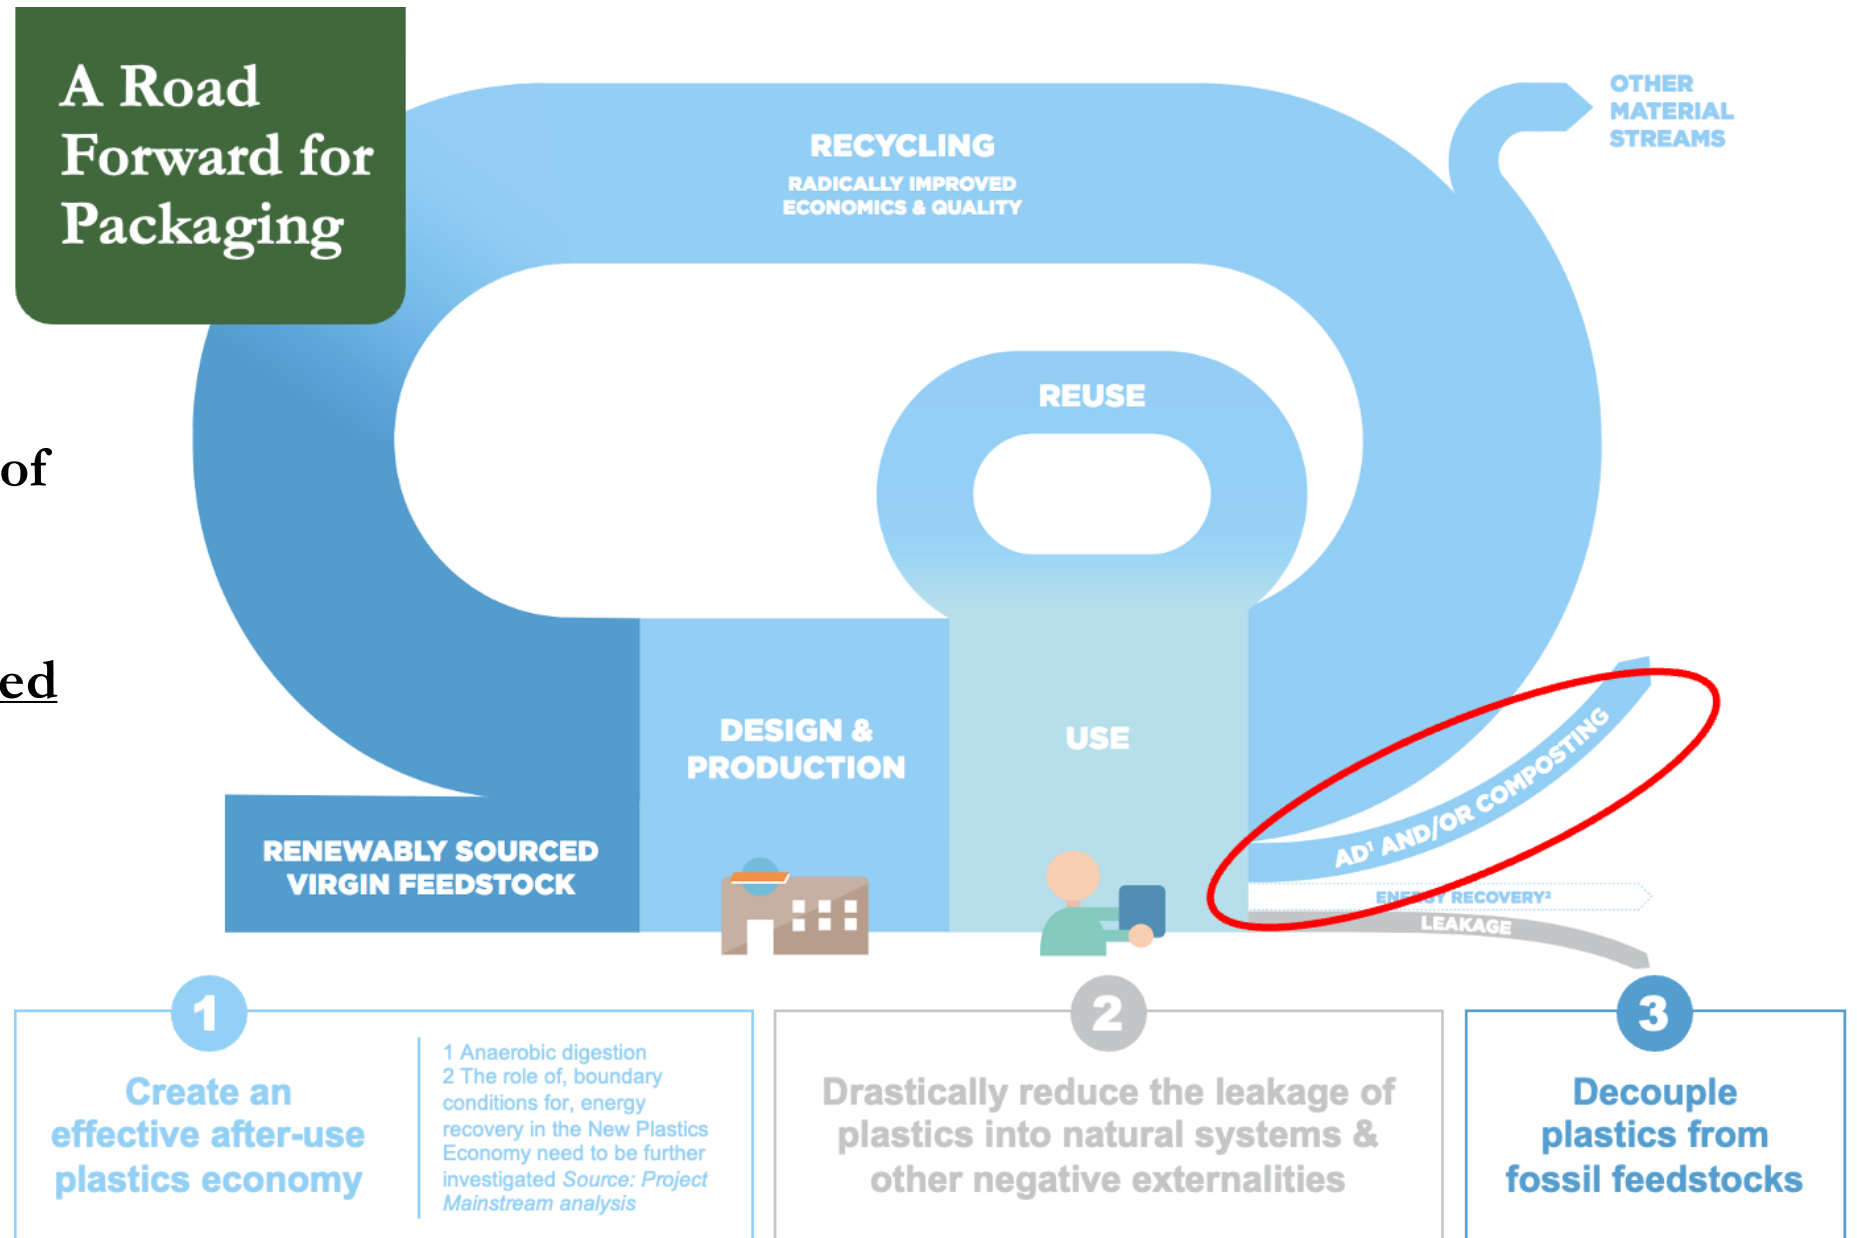 A Road
Forward for
Packaging
OTHER
MATERIAL
STREAMS
RECYCLING
RADICALLY IMPROVED
ECONOMICS & QUALITY
REUSE
of
ed
DESIGN &
PRODUCTION
USE
RENEWABLY SOURCED
VIRGIN FEEDSTOCK
AD¹ AND/OR COMPOSTING
ENERGY RECOVERY²
LEAKAGE
1
Create an
effective after-use
plastics economy
1 Anaerobic digestion
2 The role of, boundary
conditions for, energy
recovery in the New Plastics
Economy need to be further
investigated Source: Project
Mainstream analysis
2
Drastically reduce the leakage of
plastics into natural systems &
other negative externalities
3
Decouple
plastics from
fossil feedstocks